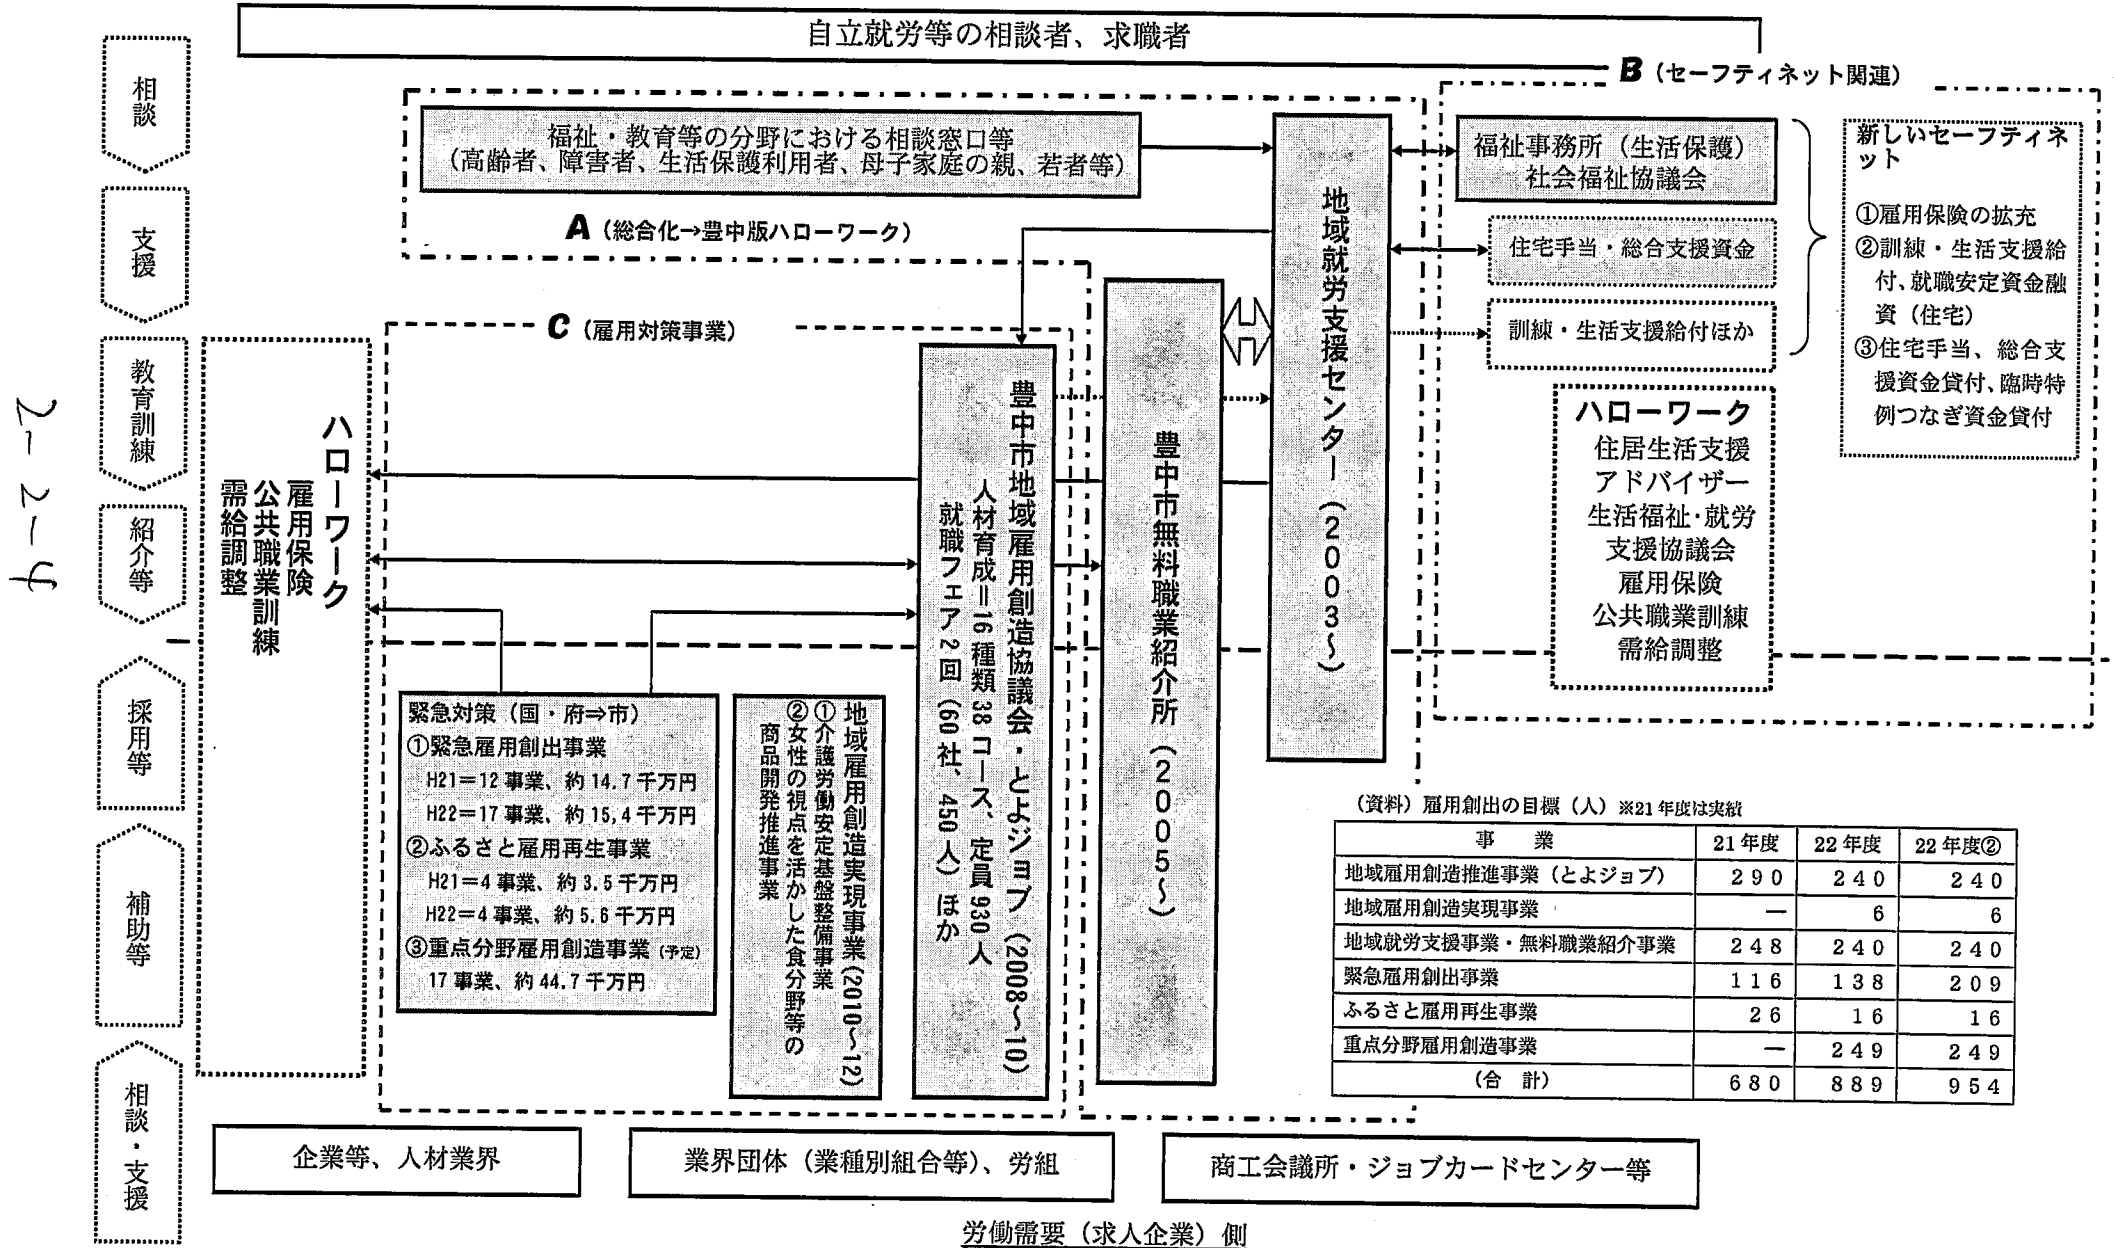 自立就労等の相談者、求職者
相談
支援
教育訓練
紹介等
採用等
補助等
相談・支援
2-2-4
B（セーフティネット関連）
福祉・教育等の分野における相談窓口等
（高齢者、障害者、生活保護利用者、母子家庭の親、若者等）
A（総合化→豊中版ハローワーク）
地域就労支援センター（2003～）
福祉事務所（生活保護）
社会福祉協議会
住宅手当・総合支援資金
訓練・生活支援給付ほか
新しいセーフティネ
ット
①雇用保険の拡充
②訓練・生活支援給
付、就職安定資金融
資（住宅）
③住宅手当、総合支
援資金貸付、臨時特
例つなぎ資金貸付
ハローワーク
住居生活支援
アドバイザー
生活福祉・就労
支援協議会
雇用保険
公共職業訓練
需給調整
C（雇用対策事業）
ハローワーク
雇用保険
公共職業訓練
需給調整
豊中市地域雇用創造協議会・とよジョブ（2008～10）
人材育成＝16種類38コース、定員930人
就職フェア2回（60社、450人）ほか
豊中市無料職業紹介所（2005～）
緊急対策（国・府⇒市）
①緊急雇用創出事業
H21＝12事業、約14.7千万円
H22＝17事業、約15,4千万円
②ふるさと雇用再生事業
H21＝4事業、約3.5千万円
H22＝4事業、約5.6千万円
③重点分野雇用創造事業（予定）
17事業、約44.7千万円
地域雇用創造実現事業（2010～12）
①介護労働安定基盤整備事業
②女性の視点を活かした食分野等の
商品開発推進事業
（資料）雇用創出の目標（人）※21年度は実績
事　業　21年度　22年度　22年度②
地域雇用創造推進事業（とよジョブ）　290　240　240
地域雇用創造実現事業　―　6　6
地域就労支援事業・無料職業紹介事業　248　240　240
緊急雇用創出事業　116　138　209
ふるさと雇用再生事業　26　16　16
重点分野雇用創造事業　―　249　249
（合　計）　680　889　954
企業等、人材業界
業界団体（業種別組合等）、労組
商工会議所・ジョブカードセンター等
労働需要（求人企業）側